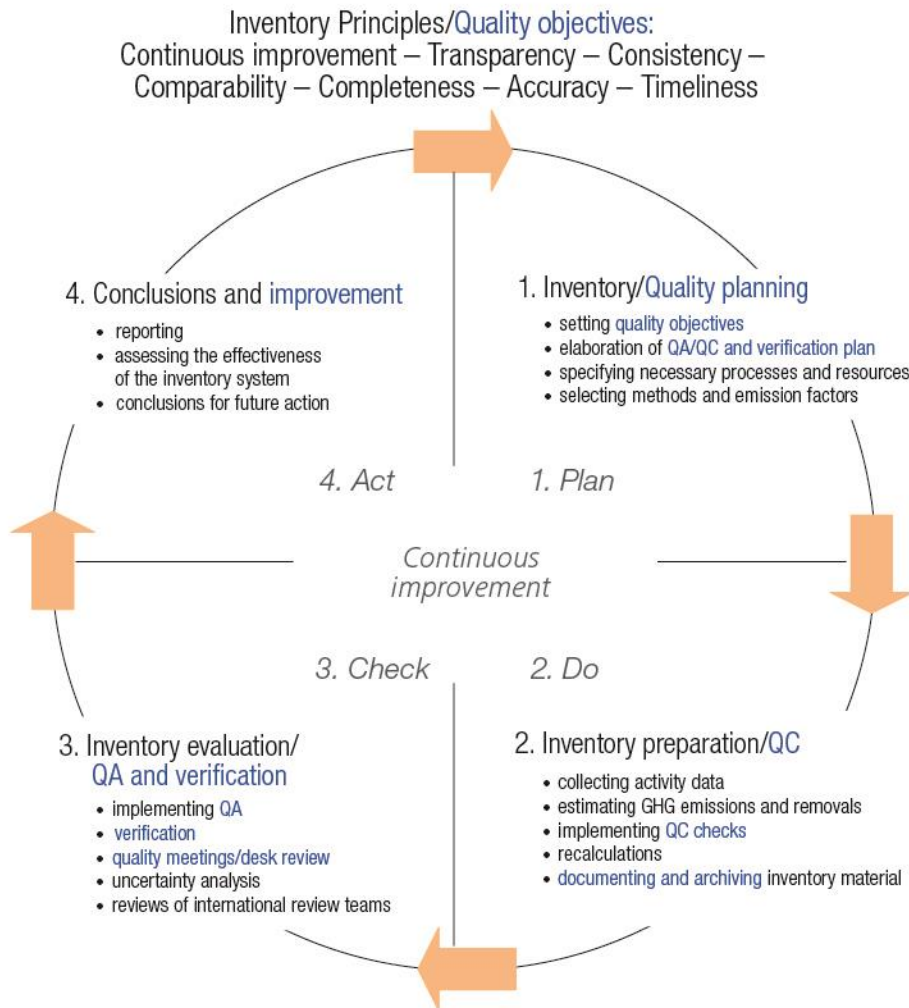 Inventory Principles/Quality objectives:
Continuous improvement – Transparency – Consistency –
Comparability – Completeness – Accuracy – Timeliness
4. Conclusions and improvement
• reporting
• assessing the effectiveness
of the inventory system
• conclusions for future action
1. Inventory/Quality planning
• setting quality objectives
• elaboration of QA/QC and verification plan
• specifying necessary processes and resources
• selecting methods and emission factors
4. Act
1. Plan
Continuous
improvement
3. Check
2. Do
3. Inventory evaluation/
QA and verification
• implementing QA
• verification
• quality meetings/desk review
• uncertainty analysis
• reviews of international review teams
2. Inventory preparation/QC
• collecting activity data
• estimating GHG emissions and removals
• implementing QC checks
• recalculations
• documenting and archiving inventory material